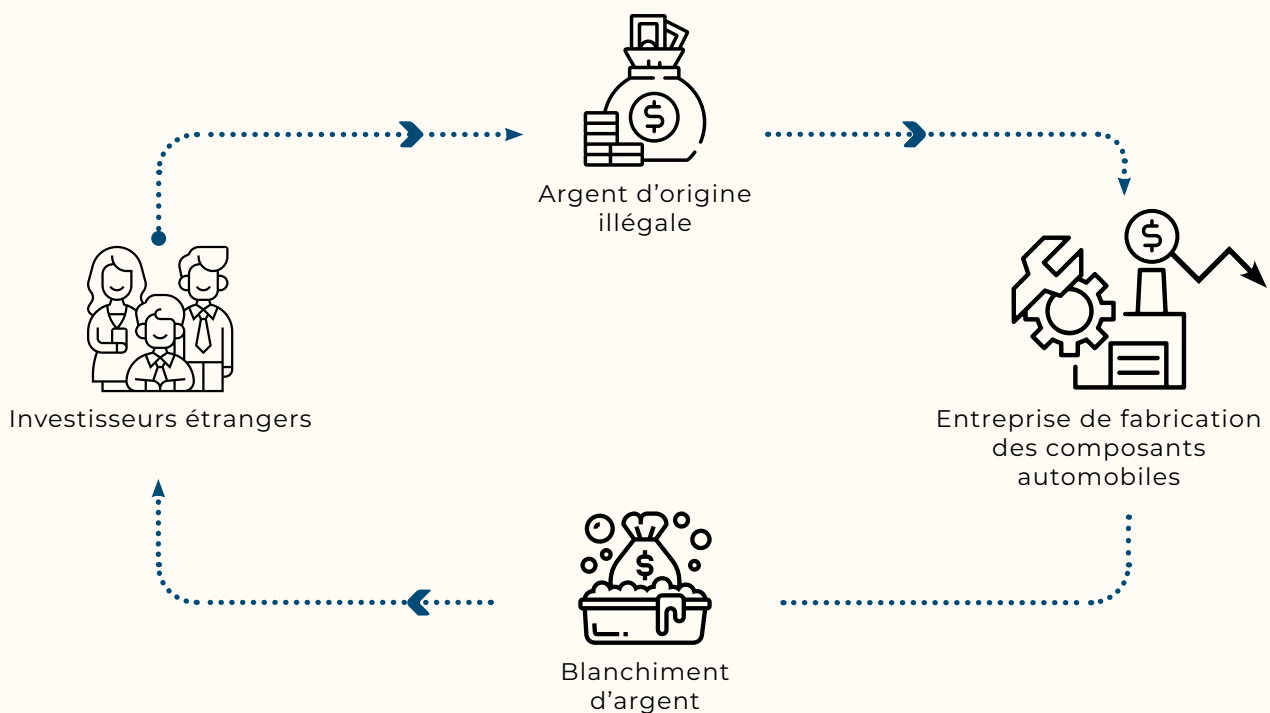 $
Argent d’origine
illégale
$
Investisseurs étrangers
Entreprise de fabrication
des composants
automobiles
$
Blanchiment
d’argent